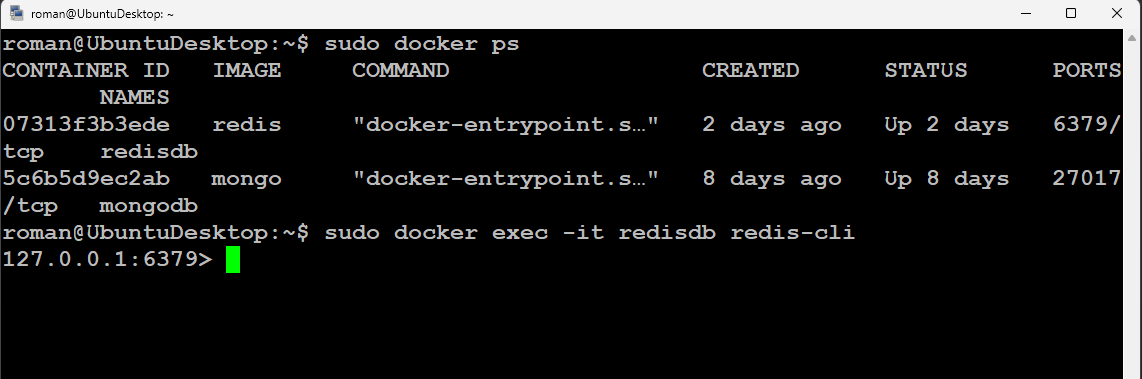 roman@UbuntuDesktop: ~
roman@UbuntuDesktop:~$ sudo docker ps
CONTAINER ID   IMAGE     COMMAND                  CREATED      STATUS      PORTS
       NAMES
07313f3b3ede   redis     "docker-entrypoint.s…"   2 days ago   Up 2 days   6379/
tcp    redisdb
5c6b5d9ec2ab   mongo     "docker-entrypoint.s…"   8 days ago   Up 8 days   27017
/tcp   mongodb
roman@UbuntuDesktop:~$ sudo docker exec -it redisdb redis-cli
127.0.0.1:6379>